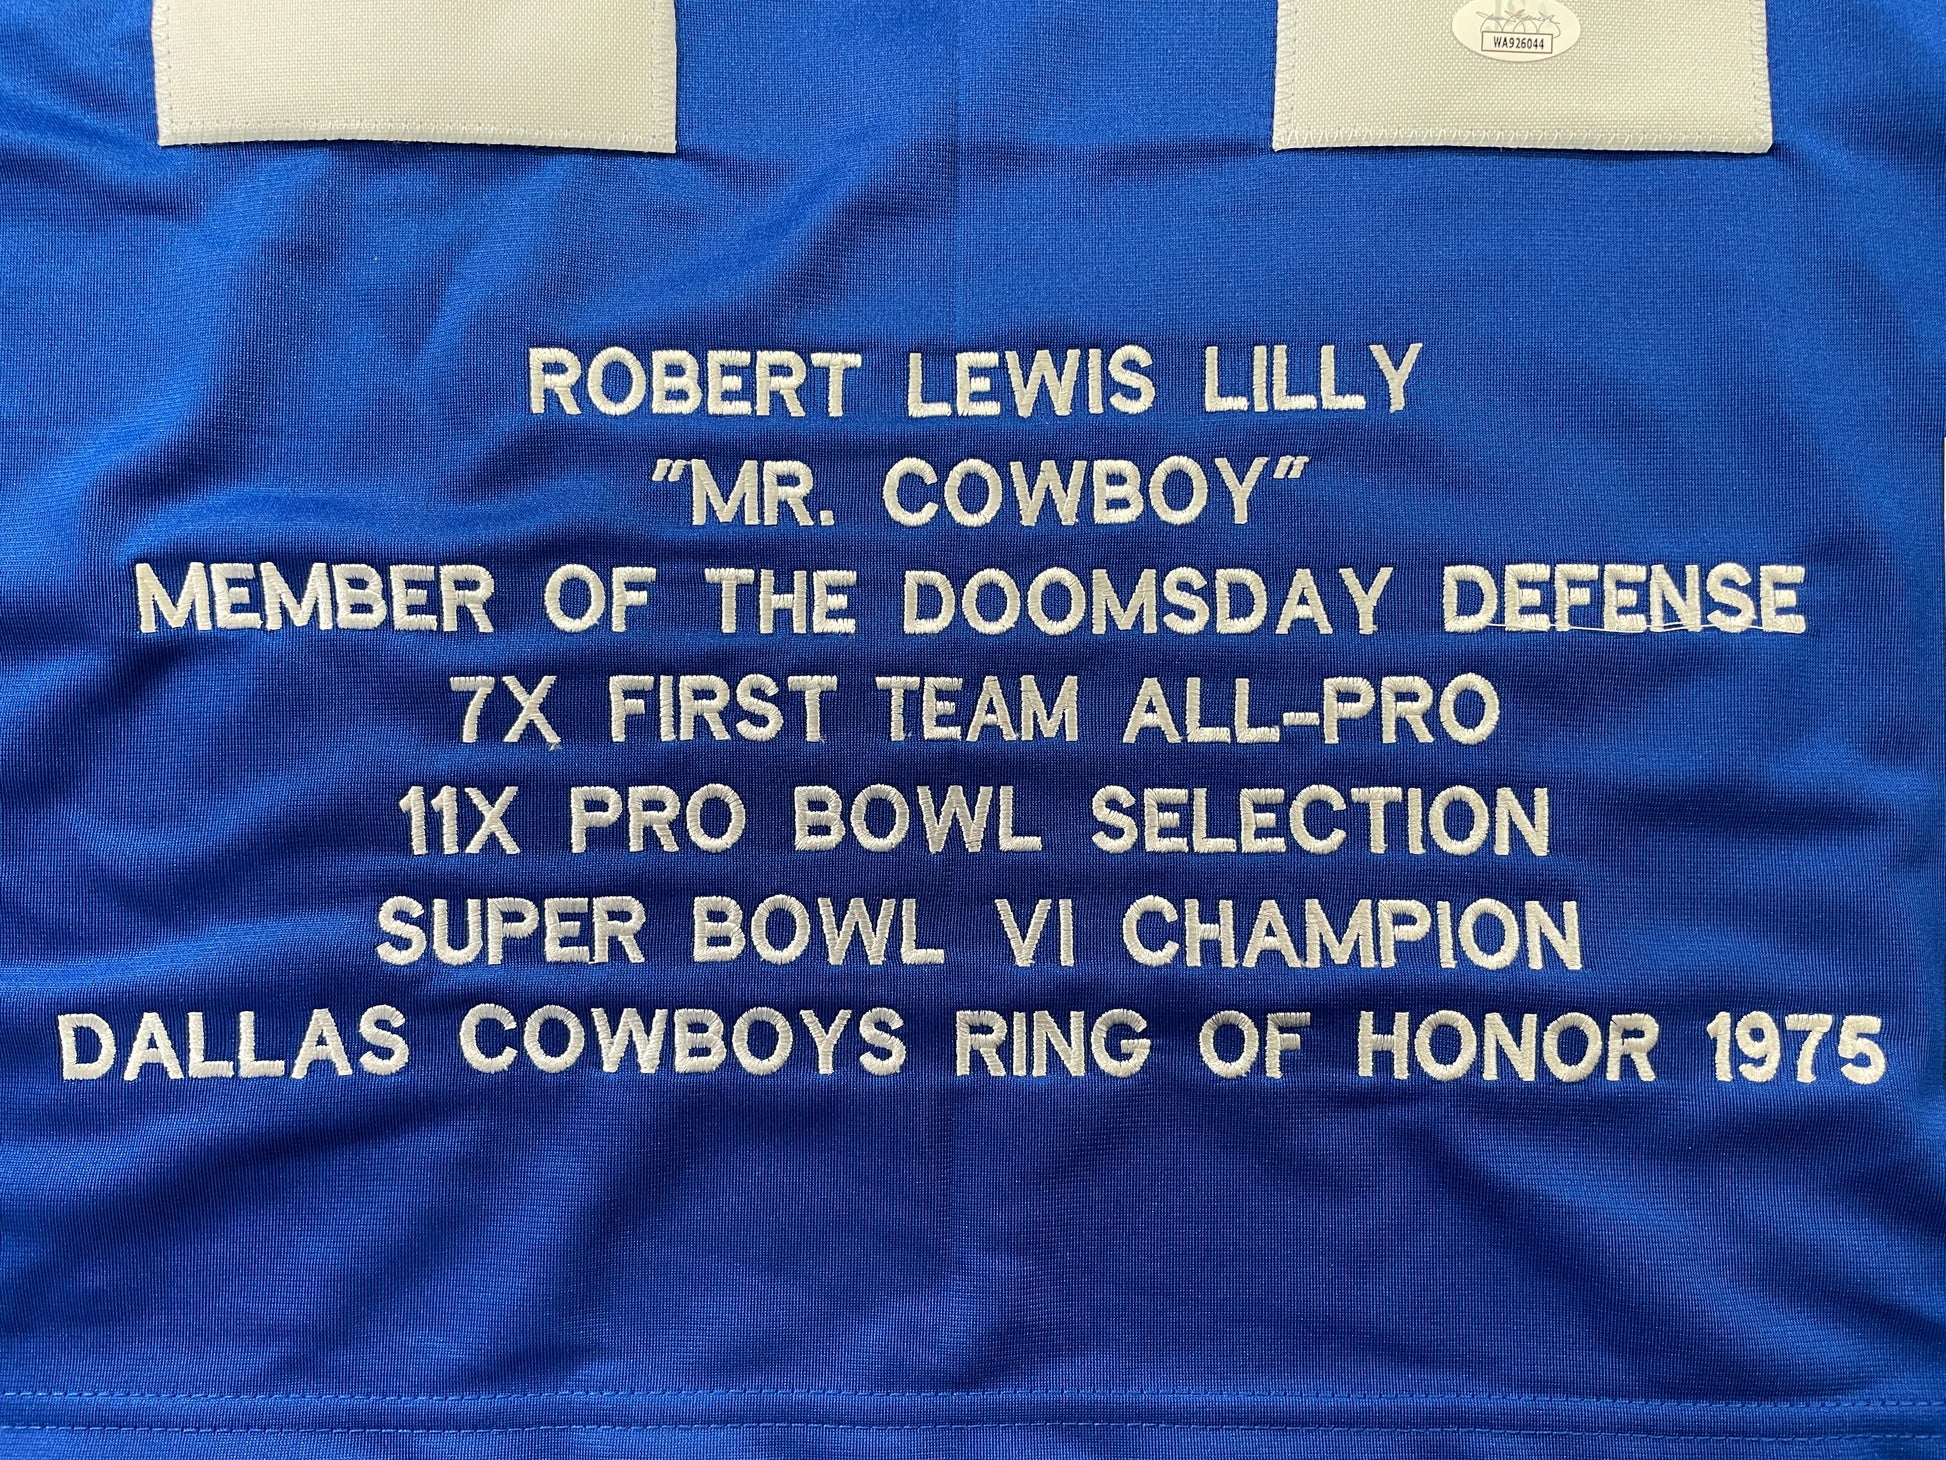 WA926044
ROBERT LEWIS LILLY
"MR. COWBOY"
MEMBER OF THE DOOMSDAY DEFENSE
7X FIRST TEAM ALL-PRO
11X PRO BOWL SELECTION
SUPER BOWL VI CHAMPION
DALLAS COWBOYS RING OF HONOR 1975